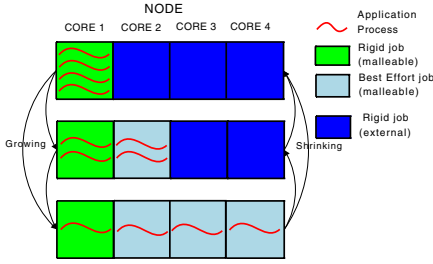 NODE
CORE 1
CORE 2
CORE 3
CORE 4
Application
Process
Rigid job
(malleable)
Best Effort job
(malleable)
Rigid job
(external)
Growing
Shrinking